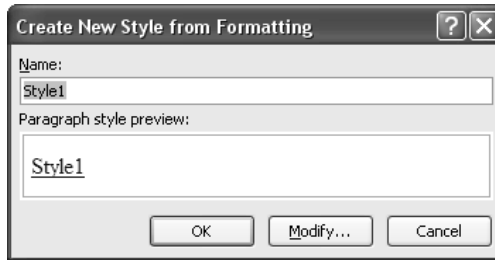 Create New Style from Formatting ? X
Name:
Style1
Paragraph style preview:
Style1
OK Modify... Cancel